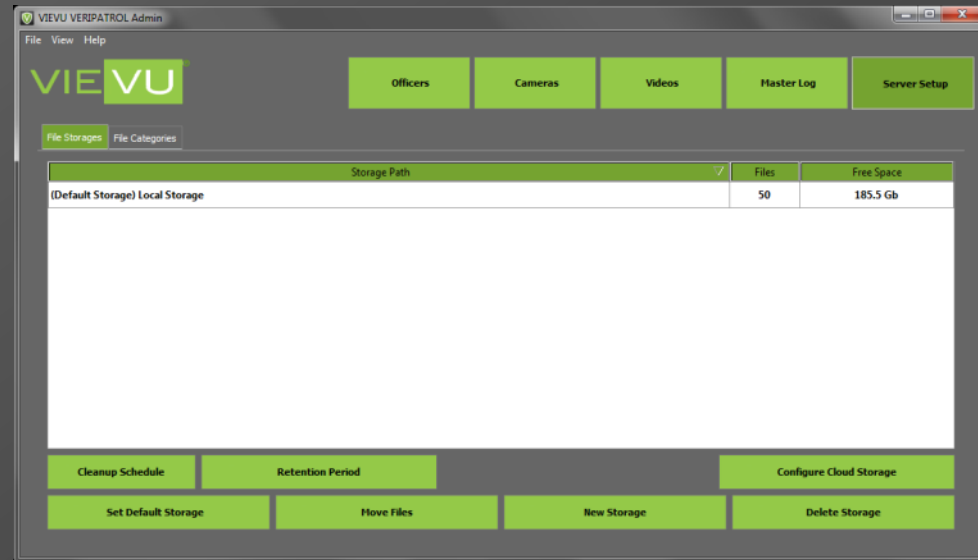 VIEVU VERIPATROL Admin
File View Help
VIEVU
Officers Cameras Videos Master Log Server Setup
File Storages File Categories
Storage Path Files Free Space
(Default Storage) Local Storage 50 185.5 Gb
Cleanup Schedule Retention Period Configure Cloud Storage
Set Default Storage Move Files New Storage Delete Storage